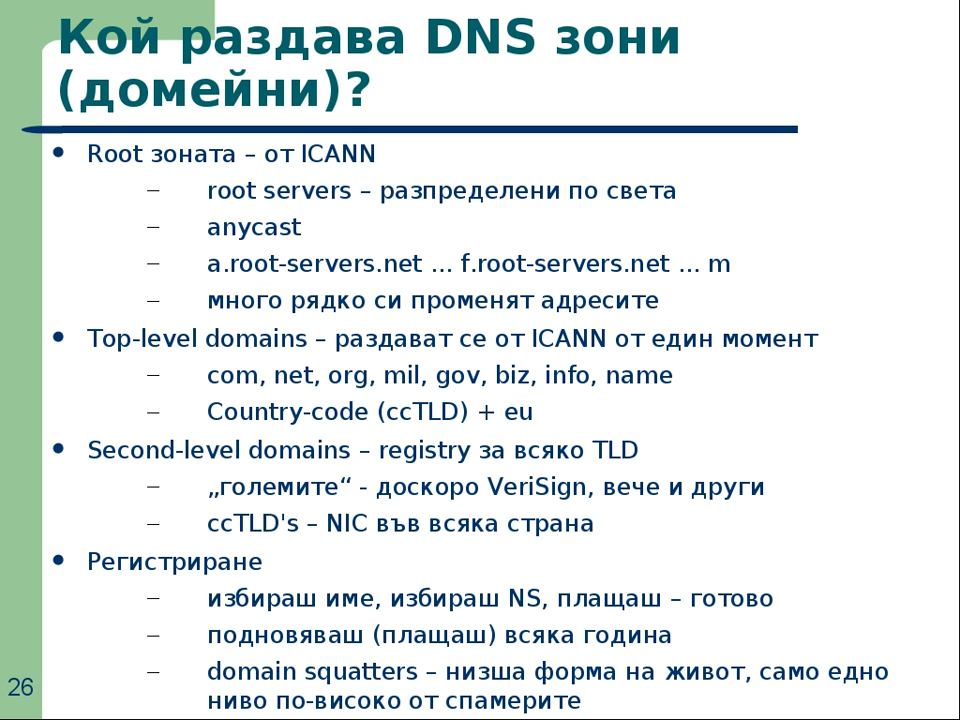 Кой раздава DNS зони
(домейни)?
• Root зоната – от ICANN
– root servers – разпределени по света
– anycast
– a.root-servers.net ... f.root-servers.net ... m
– много рядко си променят адресите
• Top-level domains – раздават се от ICANN от един момент
– com, net, org, mil, gov, biz, info, name
– Country-code (ccTLD) + eu
• Second-level domains – registry за всяко TLD
– „големите“ - доскоро VeriSign, вече и други
– ccTLD's – NIC във всяка страна
• Регистриране
– избираш име, избираш NS, плащаш – готово
– подновяваш (плащаш) всяка година
– domain squatters – низша форма на живот, само едно
ниво по-високо от спамерите
26